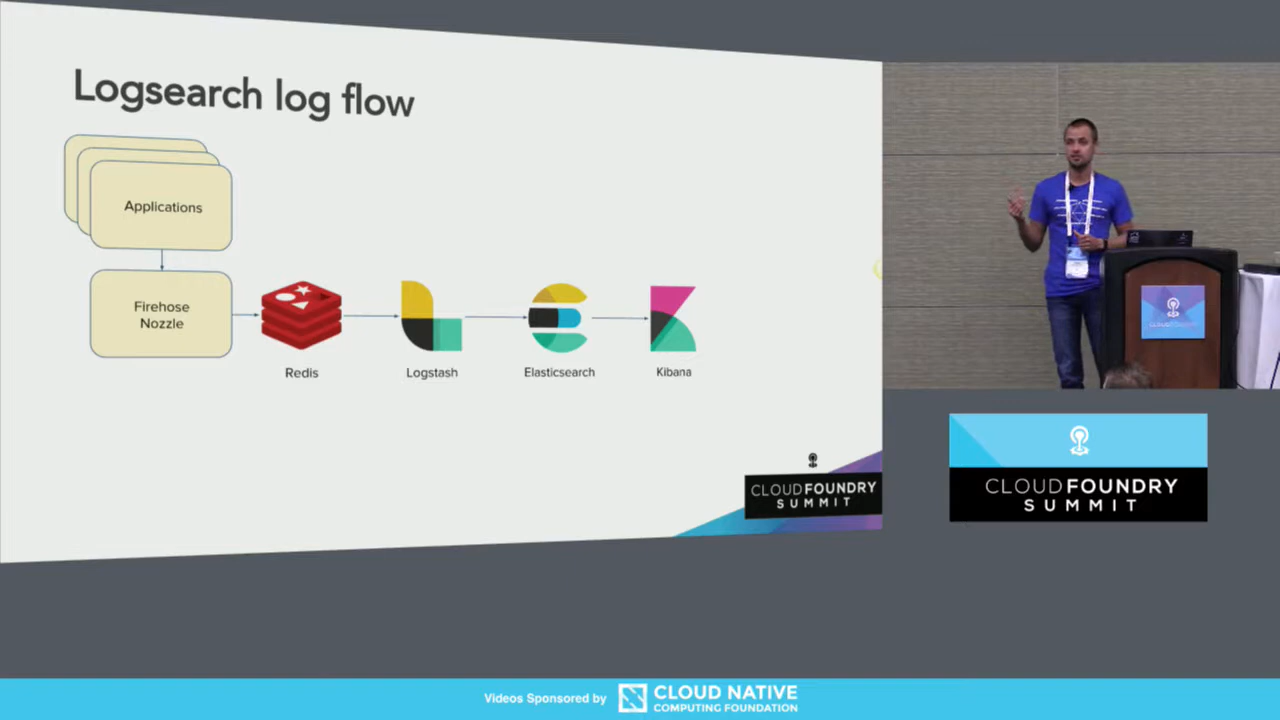 Logsearch log flow
Applications
Firehose
Nozzle
Redis
Logstash
Elasticsearch
Kibana
CLOUDFOUNDRY
SUMMIT
CLOUDFOUNDRY
SUMMIT
Videos Sponsored by
CLOUD NATIVE
COMPUTING FOUNDATION